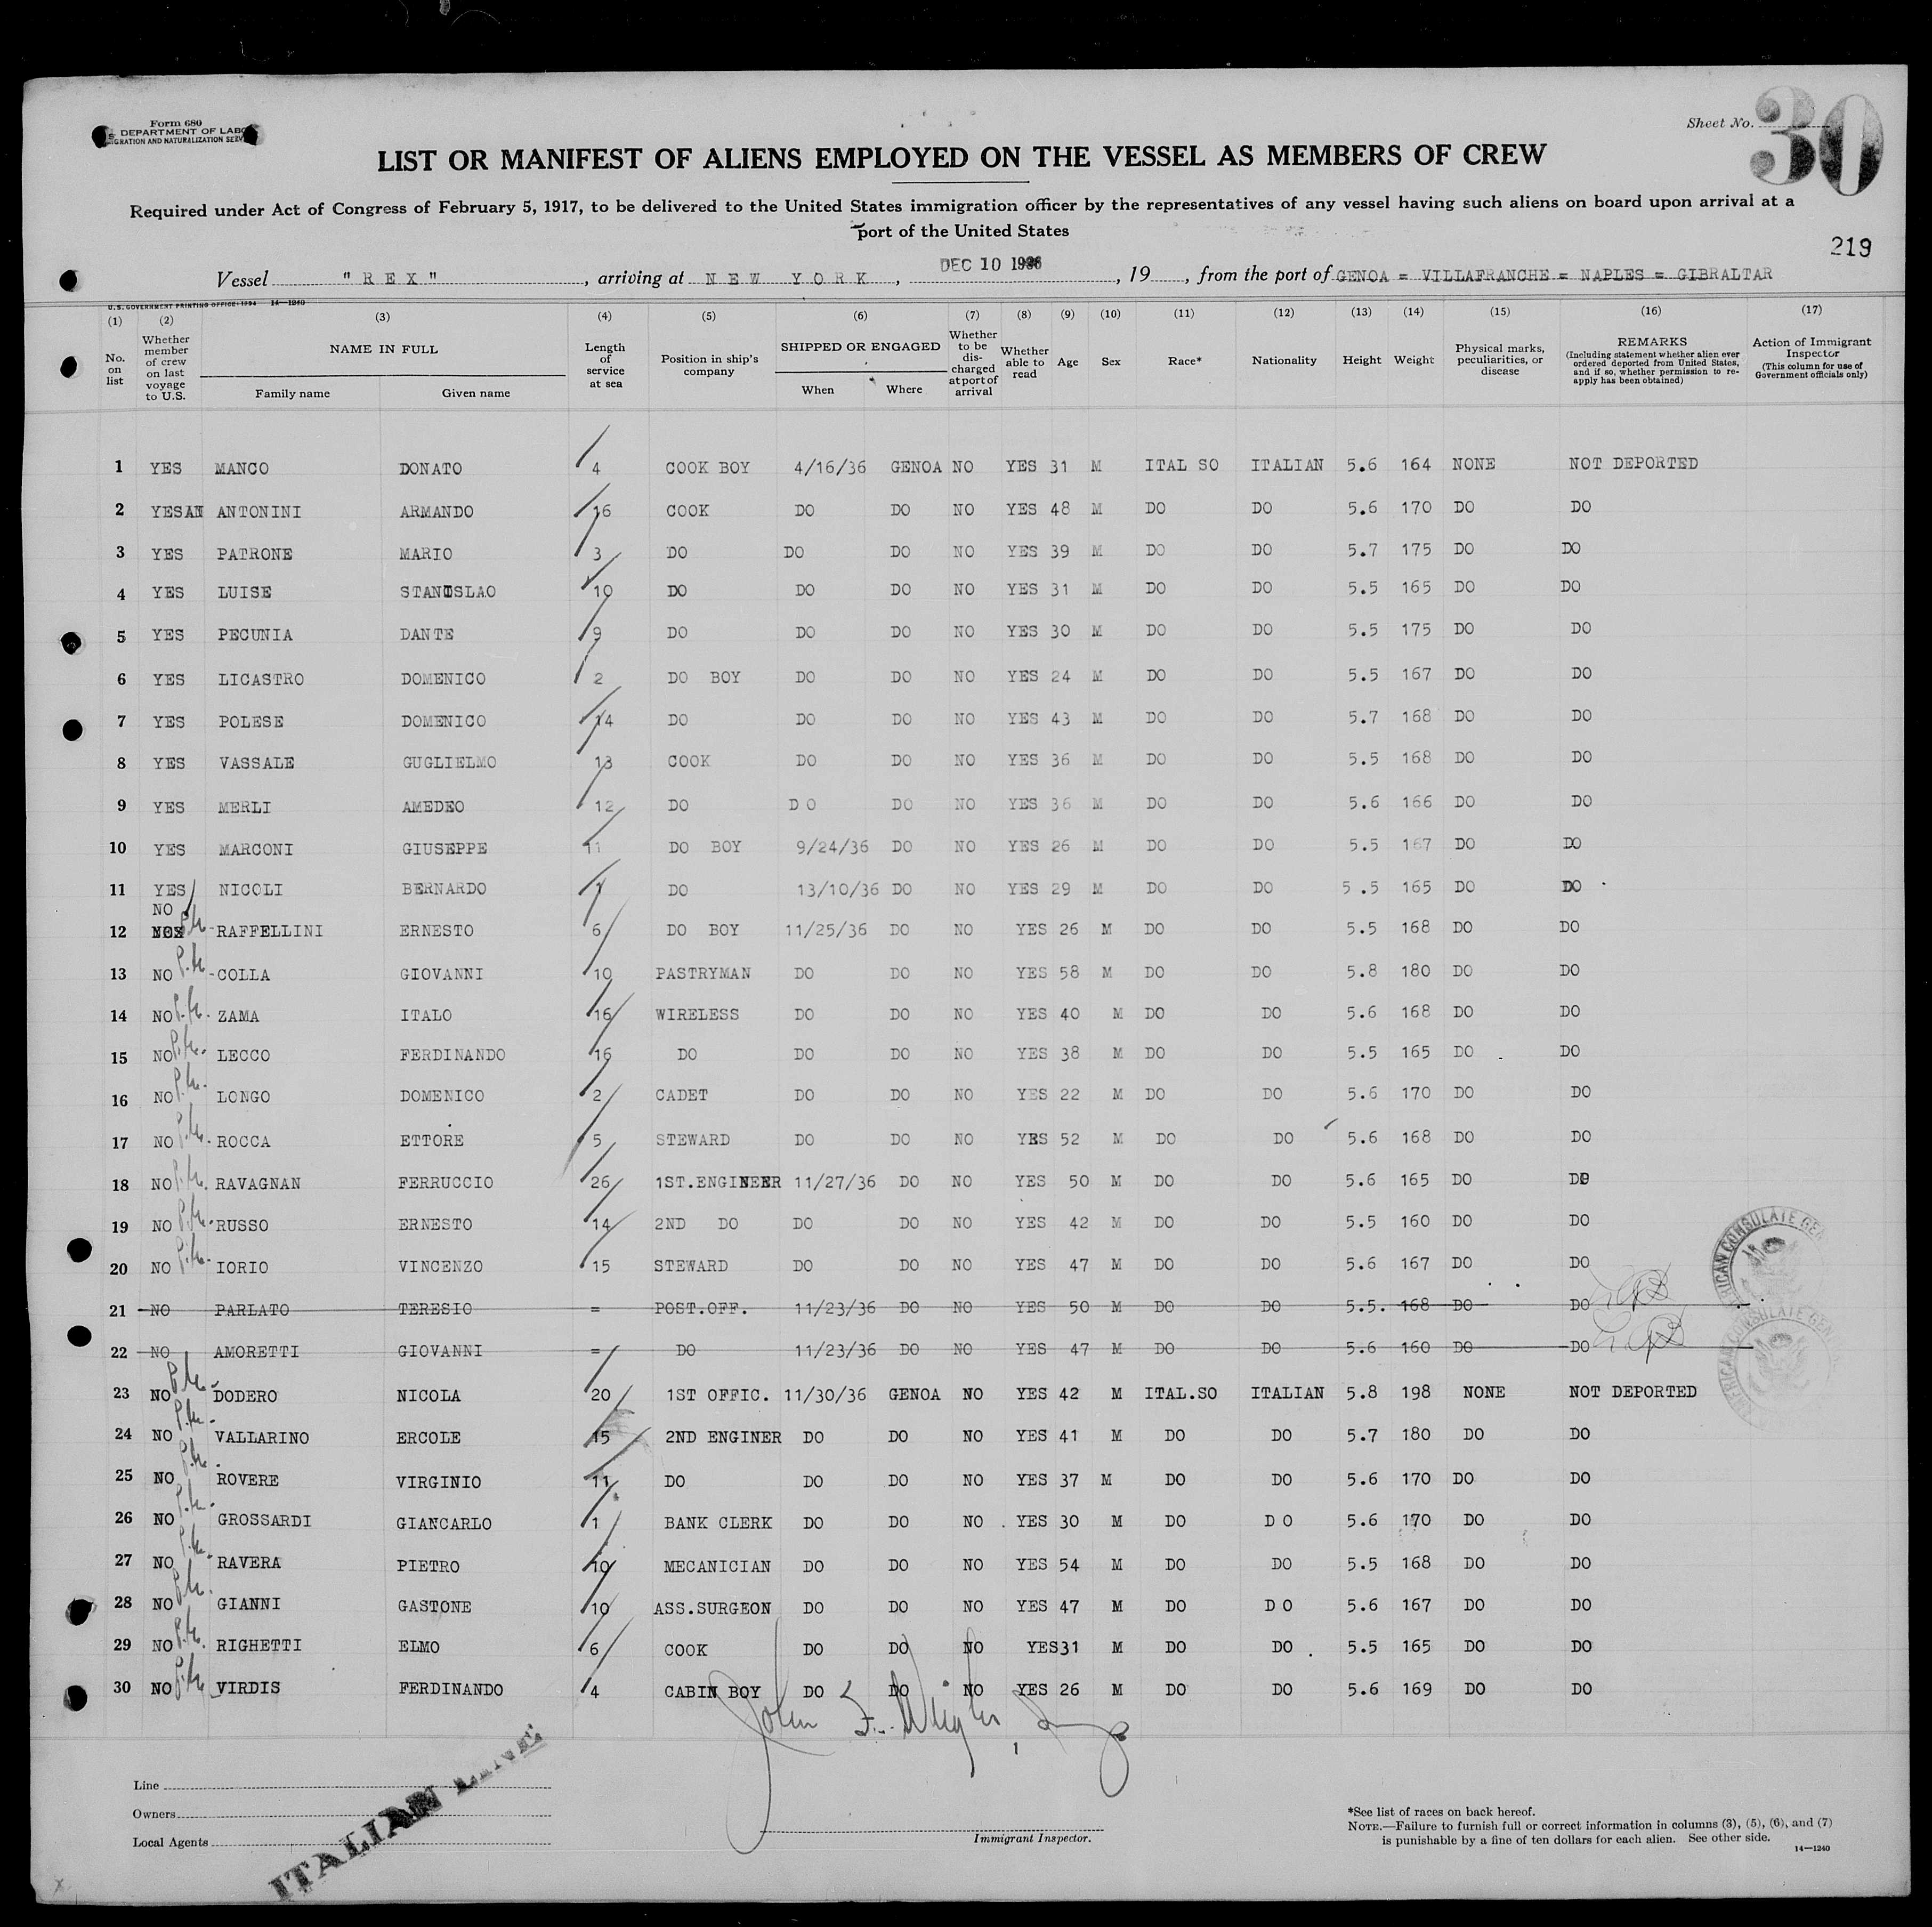 Form 680
U.S. DEPARTMENT OF LABOR
IMMIGRATION AND NATURALIZATION SERVICE
Sheet No. 30
LIST OR MANIFEST OF ALIENS EMPLOYED ON THE VESSEL AS MEMBERS OF CREW
Required under Act of Congress of February 5, 1917, to be delivered to the United States immigration officer by the representatives of any vessel having such aliens on board upon arrival at a
port of the United States
219
Vessel "REX", arriving at NEW YORK, DEC 10 1936, 19, from the port of GENOA = VILLAFRANCHE = NAPLES = GIBRALTAR
U.S. GOVERNMENT PRINTING OFFICE: 1934 14—1240
(1) (2) (3) (4) (5) (6) (7) (8) (9) (10) (11) (12) (13) (14) (15) (16) (17)
No. on list
Whether member of crew on last voyage to U.S.
NAME IN FULL
Family name Given name
Length of service at sea
Position in ship's company
SHIPPED OR ENGAGED
When Where
Whether to be discharged at port of arrival
Whether able to read
Age
Sex
Race*
Nationality
Height
Weight
Physical marks, peculiarities, or disease
REMARKS
(Including statement whether alien ever ordered deported from United States, and if so, whether permission to re-apply has been obtained)
Action of Immigrant Inspector
(This column for use of Government officials only)
1 YES MANCO DONATO 4 COOK BOY 4/16/36 GENOA NO YES 31 M ITAL SO ITALIAN 5.6 164 NONE NOT DEPORTED
2 YESAN ANTONINI ARMANDO 16 COOK DO DO NO YES 48 M DO DO 5.6 170 DO DO
3 YES PATRONE MARIO 3 DO DO DO NO YES 39 M DO DO 5.7 175 DO DO
4 YES LUISE STANISLAO 10 DO DO DO NO YES 31 M DO DO 5.5 165 DO DO
5 YES PECUNIA DANTE 9 DO DO DO NO YES 30 M DO DO 5.5 175 DO DO
6 YES LICASTRO DOMENICO 2 DO BOY DO DO NO YES 24 M DO DO 5.5 167 DO DO
7 YES POLESE DOMENICO 14 DO DO DO NO YES 43 M DO DO 5.7 168 DO DO
8 YES VASSALE GUGLIELMO 13 COOK DO DO NO YES 36 M DO DO 5.5 168 DO DO
9 YES MERLI AMEDEO 12 DO D O DO NO YES 36 M DO DO 5.6 166 DO DO
10 YES MARCONI GIUSEPPE 11 DO BOY 9/24/36 DO NO YES 26 M DO DO 5.5 167 DO DO
11 YES NICOLI BERNARDO 1 DO 13/10/36 DO NO YES 29 M DO DO 5.5 165 DO DO
12 NO RAFFELLINI ERNESTO 6 DO BOY 11/25/36 DO NO YES 26 M DO DO 5.5 168 DO DO
13 NO COLLA GIOVANNI 10 PASTRYMAN DO DO NO YES 58 M DO DO 5.8 180 DO DO
14 NO ZAMA ITALO 16 WIRELESS DO DO NO YES 40 M DO DO 5.6 168 DO DO
15 NO LECCO FERDINANDO 16 DO DO DO NO YES 38 M DO DO 5.5 165 DO DO
16 NO LONGO DOMENICO 2 CADET DO DO NO YES 22 M DO DO 5.6 170 DO DO
17 NO ROCCA ETTORE 5 STEWARD DO DO NO YES 52 M DO DO 5.6 168 DO DO
18 NO RAVAGNAN FERRUCCIO 26 1ST.ENGINEER 11/27/36 DO NO YES 50 M DO DO 5.6 165 DO DO
19 NO RUSSO ERNESTO 14 2ND DO DO DO NO YES 42 M DO DO 5.5 160 DO DO
20 NO IORIO VINCENZO 15 STEWARD DO DO NO YES 47 M DO DO 5.6 167 DO DO
21 NO PARLATO TERESIO = POST.OFF. 11/23/36 DO NO YES 50 M DO DO 5.5. 168 DO DO
22 NO AMORETTI GIOVANNI = DO 11/23/36 DO NO YES 47 M DO DO 5.6 160 DO DO
23 NO DODERO NICOLA 20 1ST OFFIC. 11/30/36 GENOA NO YES 42 M ITAL.SO ITALIAN 5.8 198 NONE NOT DEPORTED
24 NO VALLARINO ERCOLE 15 2ND ENGINER DO DO NO YES 41 M DO DO 5.7 180 DO DO
25 NO ROVERE VIRGINIO 11 DO DO DO NO YES 37 M DO DO 5.6 170 DO DO
26 NO GROSSARDI GIANCARLO 1 BANK CLERK DO DO NO YES 30 M DO D O 5.6 170 DO DO
27 NO RAVERA PIETRO 10 MECANICIAN DO DO NO YES 54 M DO DO 5.5 168 DO DO
28 NO GIANNI GASTONE 10 ASS.SURGEON DO DO NO YES 47 M DO D O 5.6 167 DO DO
29 NO RIGHETTI ELMO 6 COOK DO DO NO YES31 M DO DO 5.5 165 DO DO
30 NO VIRDIS FERDINANDO 4 CABIN BOY DO DO NO YES 26 M DO DO 5.6 169 DO DO
AMERICAN CONSULATE GEN
AMERICAN CONSULATE GEN
John F.
Line
Owners
Local Agents
ITALIAN LINE
Immigrant Inspector.
*See list of races on back hereof.
NOTE.—Failure to furnish full or correct information in columns (3), (5), (6), and (7)
is punishable by a fine of ten dollars for each alien. See other side.
14—1240